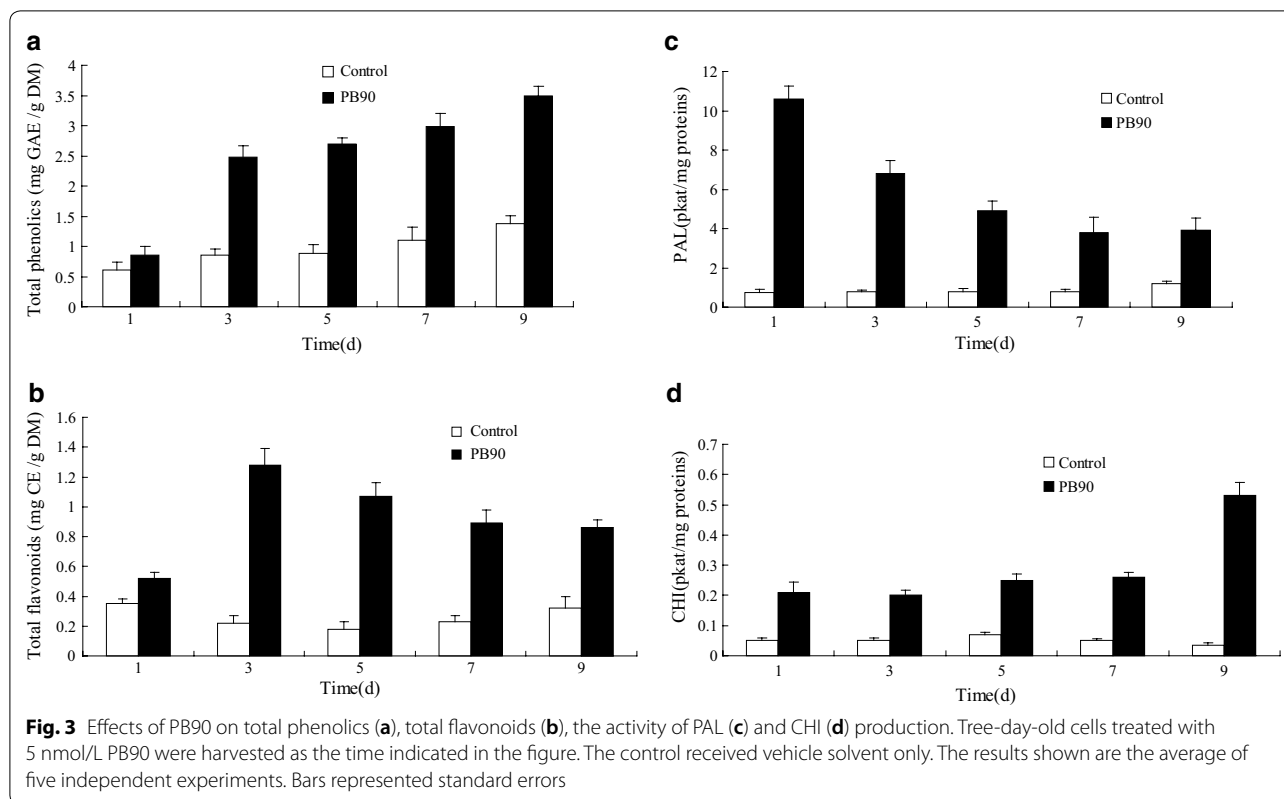 a
Total phenolics (mg GAE /g DM)
4
3.5
3
2.5
2
1.5
1
0.5
0
Control
PB90
1 3 5 7 9
Time(d)
c
PAL(pkat/mg proteins)
12
10
8
6
4
2
0
Control
PB90
1 3 5 7 9
Time(d)
b
Total flavonoids (mg CE /g DM)
1.6
1.4
1.2
1
0.8
0.6
0.4
0.2
0
Control
PB90
1 3 5 7 9
Time(d)
d
CHI(pkat/mg proteins)
0.7
0.6
0.5
0.4
0.3
0.2
0.1
0
Control
PB90
1 3 5 7 9
Time(d)
Fig. 3 Effects of PB90 on total phenolics (a), total flavonoids (b), the activity of PAL (c) and CHI (d) production. Tree-day-old cells treated with
5 nmol/L PB90 were harvested as the time indicated in the figure. The control received vehicle solvent only. The results shown are the average of
five independent experiments. Bars represented standard errors